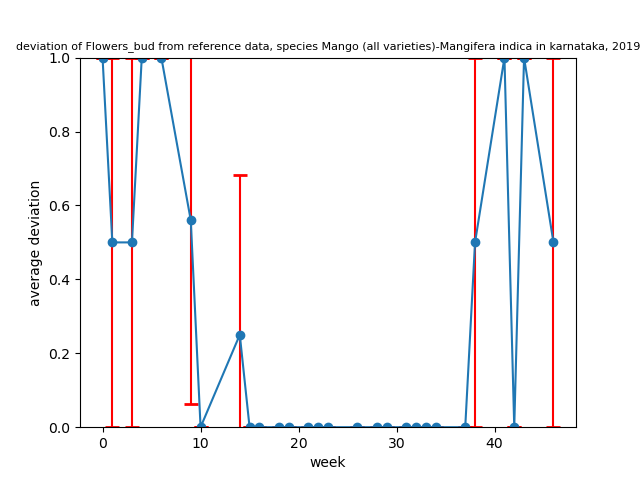 deviation of Flowers_bud from reference data, species Mango (all varieties)-Mangifera indica in karnataka, 2019
1.0
0.8
0.6
0.4
0.2
0.0
average deviation
0 10 20 30 40
week